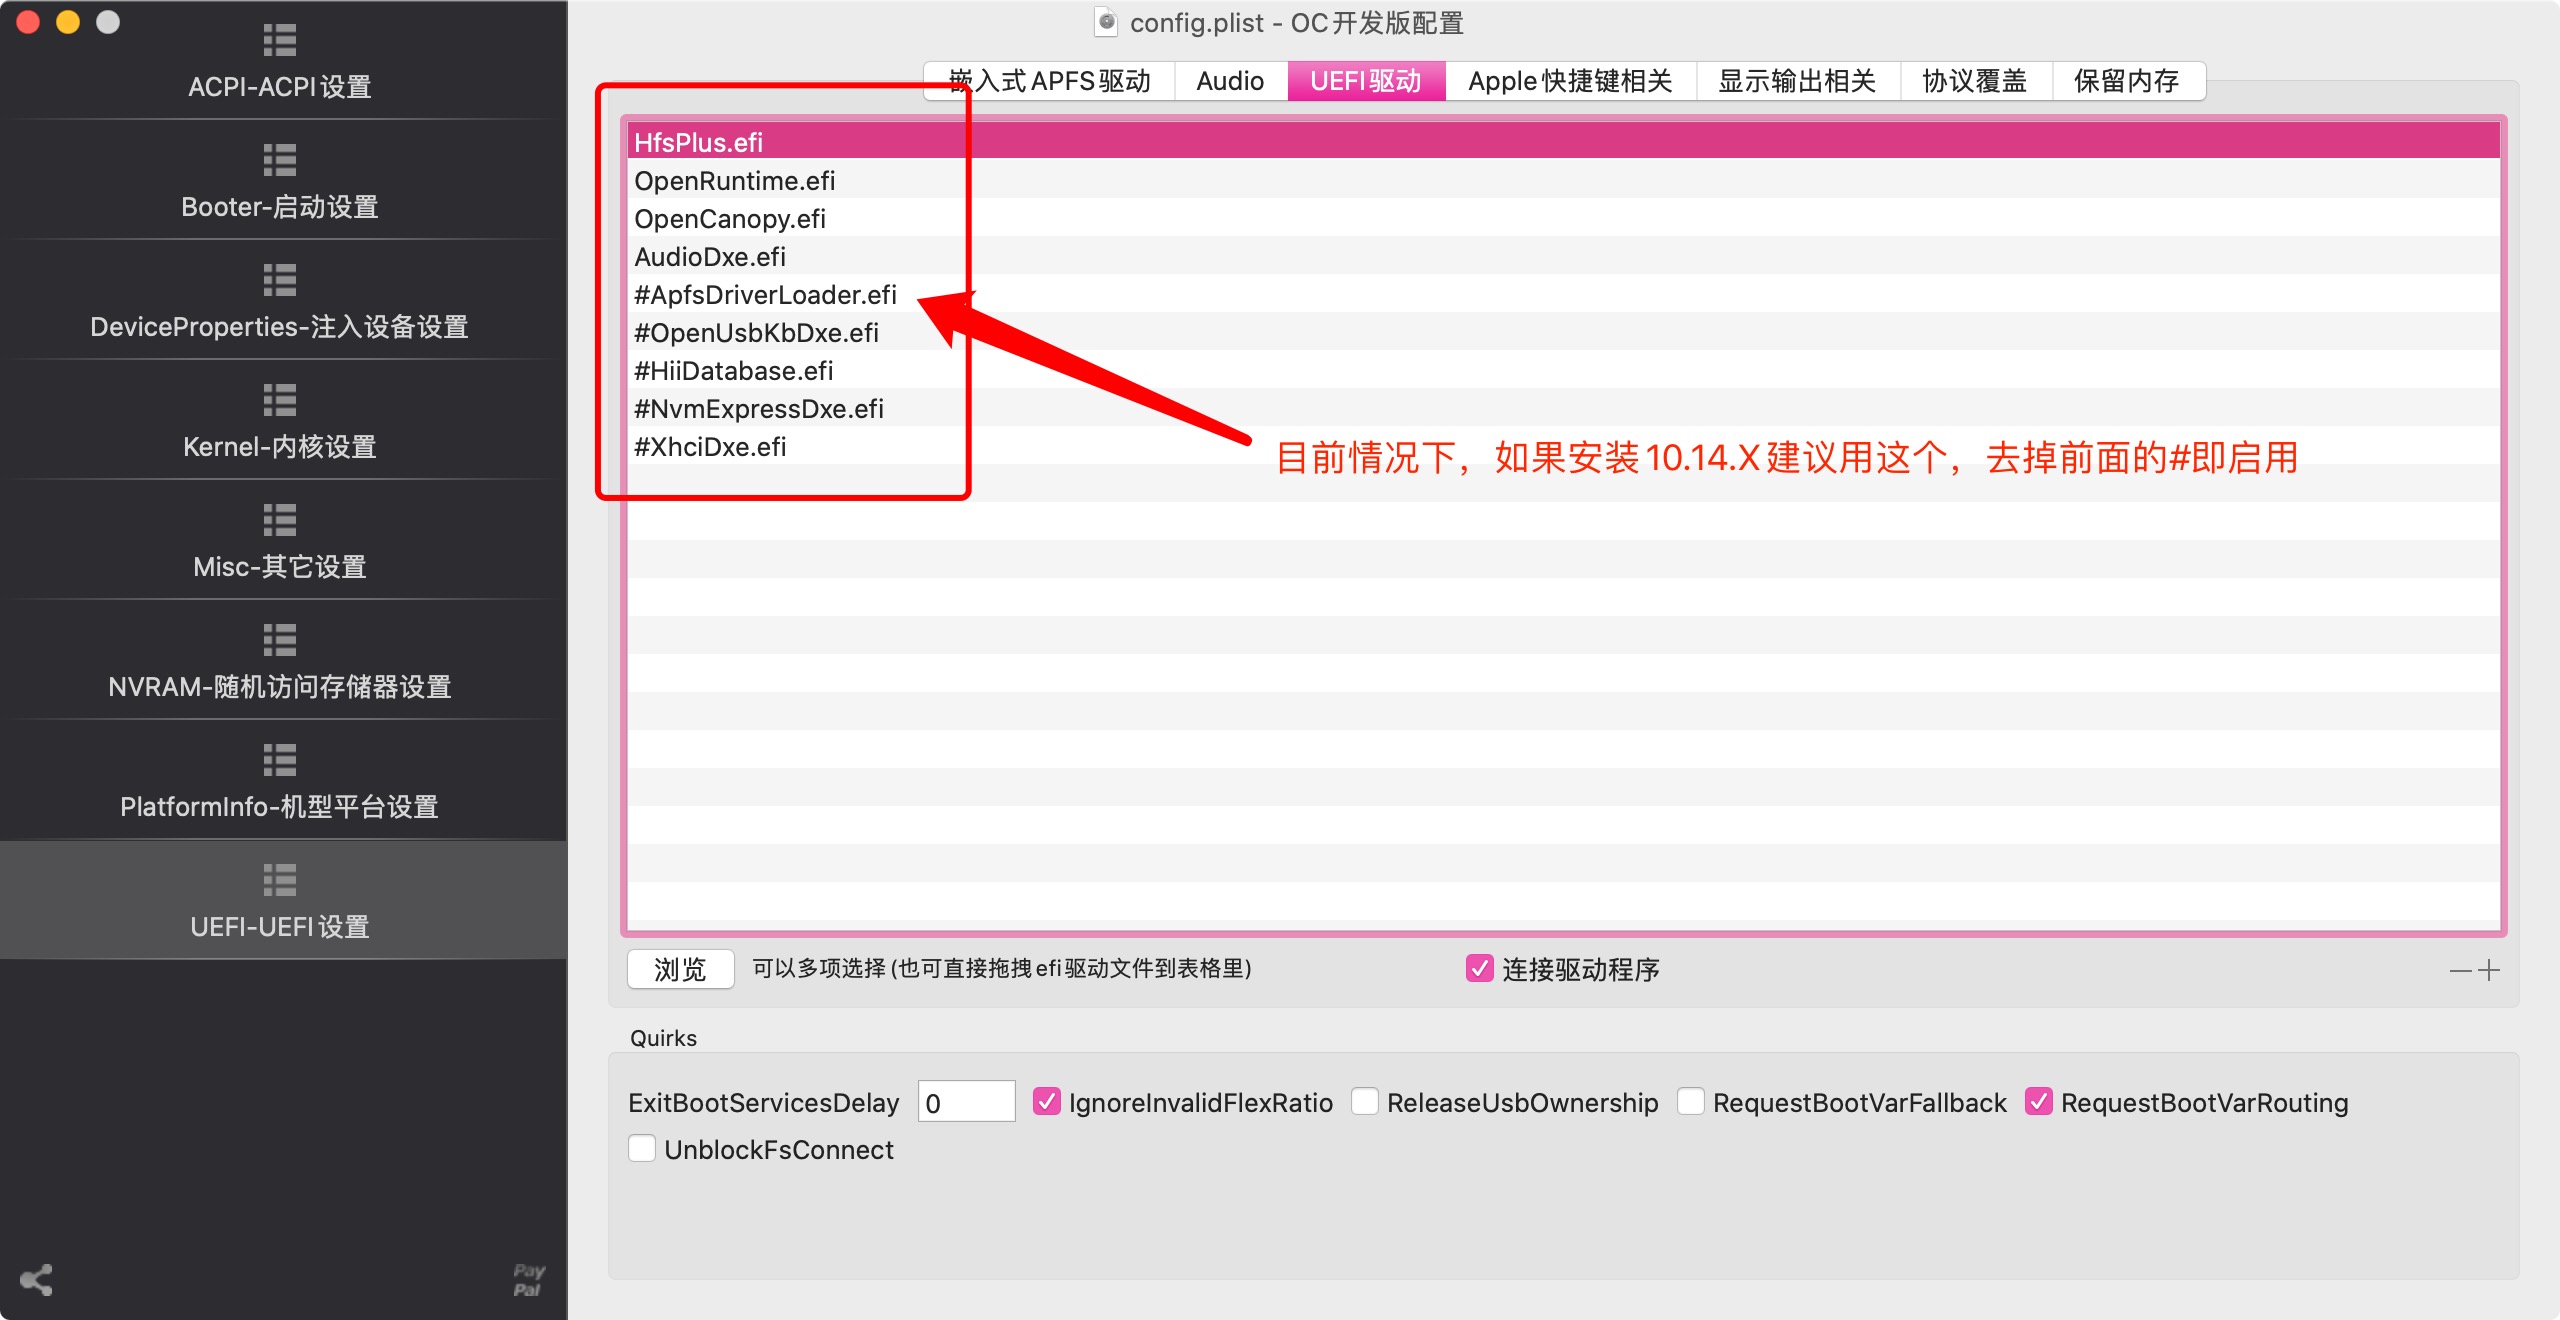 config.plist - OC开发版配置
ACPI-ACPI设置
Booter-启动设置
DeviceProperties-注入设备设置
Kernel-内核设置
Misc-其它设置
NVRAM-随机访问存储器设置
PlatformInfo-机型平台设置
UEFI-UEFI设置
Pay
Pal
嵌入式APFS驱动 Audio UEFI驱动 Apple快捷键相关 显示输出相关 协议覆盖 保留内存
HfsPlus.efi
OpenRuntime.efi
OpenCanopy.efi
AudioDxe.efi
#ApfsDriverLoader.efi
#OpenUsbKbDxe.efi
#HiiDatabase.efi
#NvmExpressDxe.efi
#XhciDxe.efi
目前情况下，如果安装10.14.X建议用这个，去掉前面的#即启用
浏览 可以多项选择(也可直接拖拽efi驱动文件到表格里) 连接驱动程序
Quirks
ExitBootServicesDelay 0 IgnoreInvalidFlexRatio ReleaseUsbOwnership RequestBootVarFallback RequestBootVarRouting
UnblockFsConnect